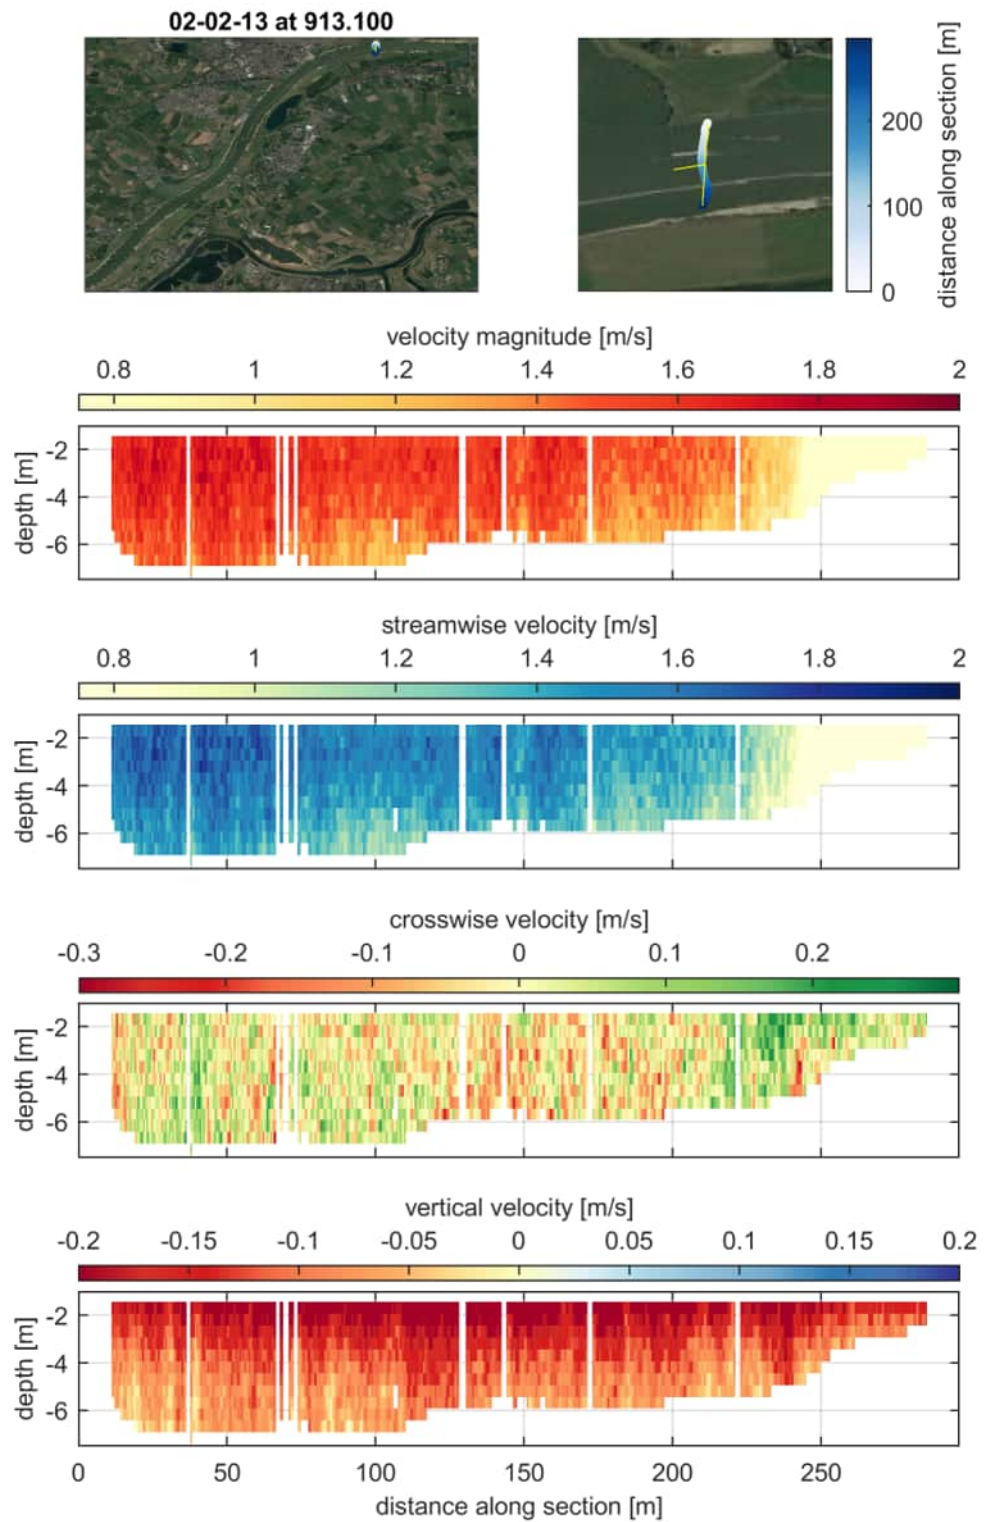 02-02-13 at 913.100
distance along section [m]
200
100
0
velocity magnitude [m/s]
0.8 1 1.2 1.4 1.6 1.8 2
depth [m]
-2
-4
-6
streamwise velocity [m/s]
0.8 1 1.2 1.4 1.6 1.8 2
depth [m]
-2
-4
-6
crosswise velocity [m/s]
-0.3 -0.2 -0.1 0 0.1 0.2
depth [m]
-2
-4
-6
vertical velocity [m/s]
-0.2 -0.15 -0.1 -0.05 0 0.05 0.1 0.15 0.2
depth [m]
-2
-4
-6
0 50 100 150 200 250
distance along section [m]